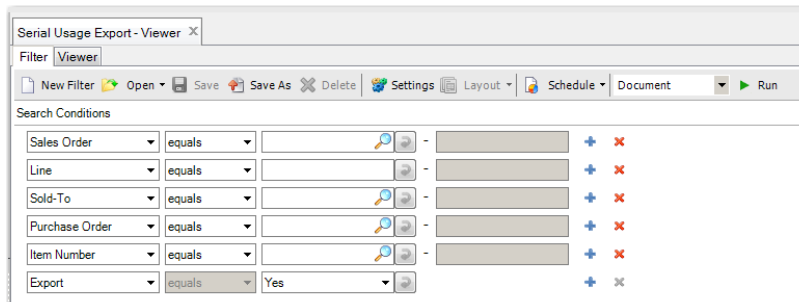 Serial Usage Export - Viewer X
Filter Viewer
New Filter Open Save Save As Delete Settings Layout Schedule Document Run
Search Conditions
Sales Order equals -
Line equals -
Sold-To equals -
Purchase Order equals -
Item Number equals -
Export equals Yes